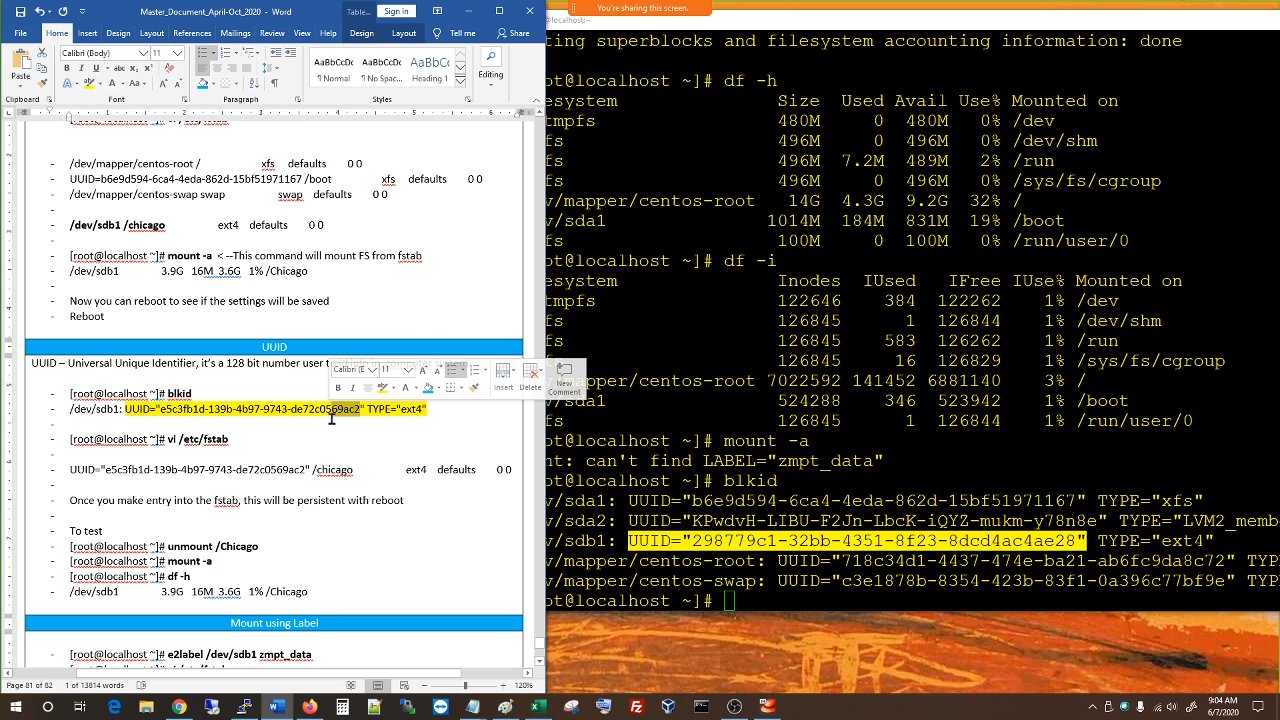 Master_Document_April-Oct_2020 - Word
Table...
You're sharing this screen.
File Home Insert Draw Design Layout References Mailings Review View Help Design Layout Tell me Share
Paste
Calibri (Body) 11
AaBbCcDc AaBbCcDc AaBbCc
¶ Normal ¶ No Spac... Heading 1
Editing
Clipboard Font Paragraph Styles
- /dev/mapper/centos-root / xfs defaults 0 0
- UUID=b6e9d594-6ca4-4eda-862d-15bf51971167 /boot xfs defaults 0 0
- /dev/mapper/centos-swap swap swap defaults 0 0
- /dev/sdb1 /chicago ext4 defaults 0 0
- [root@localhost ~]# mount -a < --This command will mount FS from fstab
- /dev/sdb1 3.9G 16M 3.6G 1% /Chicago
- Now you can reboot to see if the settings will be saved
- Reboot
UUID
UUID – Universal Unique Identifier, it's a 128 bit number user to
Calibri (E 11
Insert Delete
New Comment
- [root@localhost ~]# blkid
- /dev/sdb1: UUID="e5c3fb1d-139b-4b97-9743-de72c0569ac2" TYPE="ext4"
- [root@localhost ~]# vi /etc/fstab
- UUID="e5c3fb1d-139b-4b97-9743-de72c0569ac2" /chicago ext4 defaults 0 0
- Once you make entry into the fstab, this will be persistent with reboot
- To test
- [root@localhost ~]# unmount /Chicago
- [root@localhost ~]# mount -a
- [root@localhost ~]# df -h
- /dev/sdb1 3.9G 16M 3.6G 1% /Chicago
Mount using Label
- [root@localhost ~]# e2label /dev/sdb1 zmpt_data
Page 81 of 82 1 of 13814 words 120%
ocalhost:~
ting superblocks and filesystem accounting information: done
ot@localhost ~]# df -h
esystem Size Used Avail Use% Mounted on
tmpfs 480M 0 480M 0% /dev
fs 496M 0 496M 0% /dev/shm
fs 496M 7.2M 489M 2% /run
fs 496M 0 496M 0% /sys/fs/cgroup
v/mapper/centos-root 14G 4.3G 9.2G 32% /
v/sda1 1014M 184M 831M 19% /boot
fs 100M 0 100M 0% /run/user/0
ot@localhost ~]# df -i
esystem Inodes IUsed IFree IUse% Mounted on
tmpfs 122646 384 122262 1% /dev
fs 126845 1 126844 1% /dev/shm
fs 126845 583 126262 1% /run
fs 126845 16 126829 1% /sys/fs/cgroup
mapper/centos-root 7022592 141452 6881140 3% /
v/sda1 524288 346 523942 1% /boot
fs 126845 1 126844 1% /run/user/0
ot@localhost ~]# mount -a
nt: can't find LABEL="zmpt_data"
ot@localhost ~]# blkid
v/sda1: UUID="b6e9d594-6ca4-4eda-862d-15bf51971167" TYPE="xfs"
v/sda2: UUID="KPwdvH-LIBU-F2Jn-LbcK-iQYZ-mukm-y78n8e" TYPE="LVM2_memb
v/sdb1: UUID="298779c1-32bb-4351-8f23-8dcd4ac4ae28" TYPE="ext4"
v/mapper/centos-root: UUID="718c34d1-4437-474e-ba21-ab6fc9da8c72" TYP
v/mapper/centos-swap: UUID="c3e1878b-8354-423b-83f1-0a396c77bf9e" TYP
ot@localhost ~]#
9:04 AM
6/7/2020